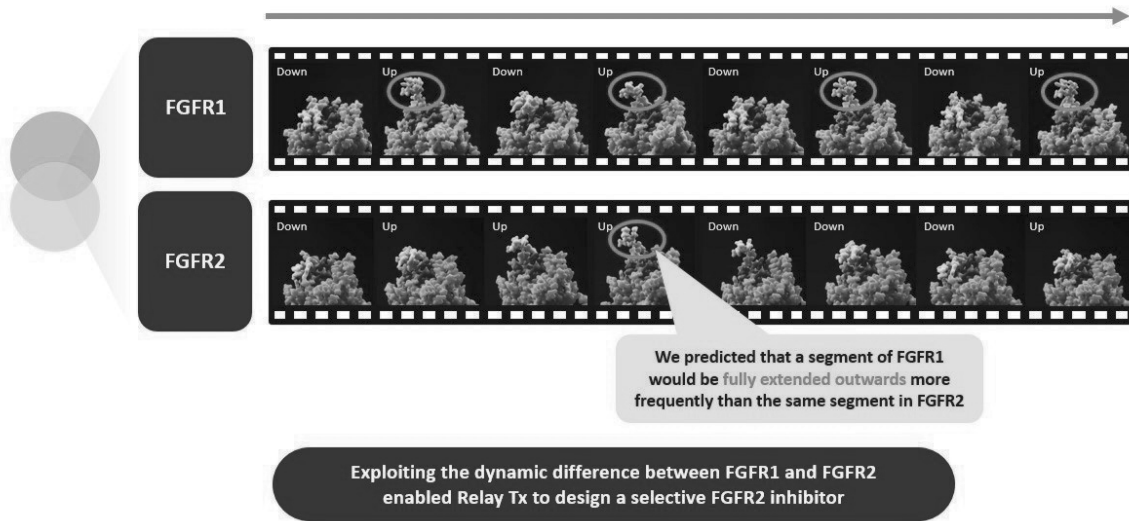 Down
Up
Down
Up
Down
Up
Down
Up
FGFR1
Down
Up
Up
Up
Down
Down
Down
Up
FGFR2
We predicted that a segment of FGFR1
would be fully extended outwards more
frequently than the same segment in FGFR2
Exploiting the dynamic difference between FGFR1 and FGFR2
enabled Relay Tx to design a selective FGFR2 inhibitor